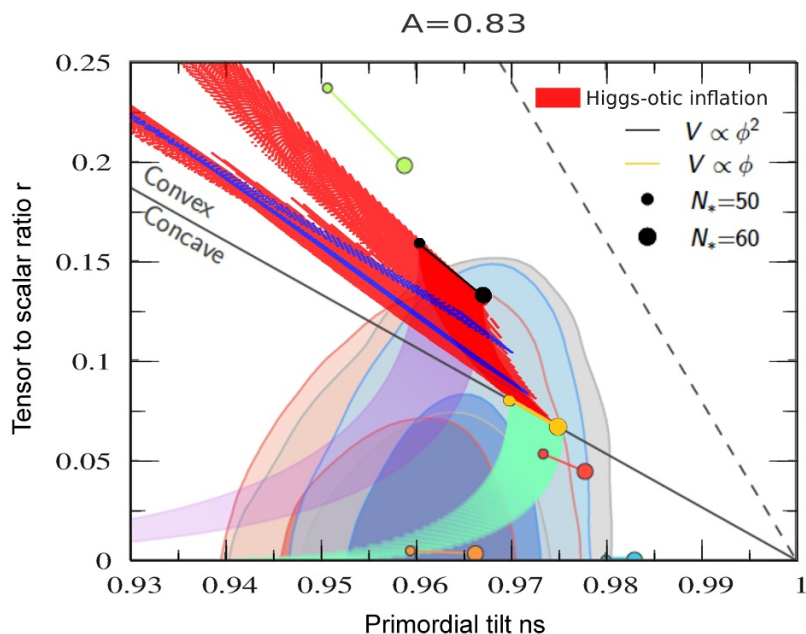 A=0.83
0.25
0.2
0.15
0.1
0.05
0
Tensor to scalar ratio r
Convex
Concave
Higgs-otic inflation
V ∝ ϕ²
V ∝ ϕ
N*=50
N*=60
0.93 0.94 0.95 0.96 0.97 0.98 0.99 1
Primordial tilt ns